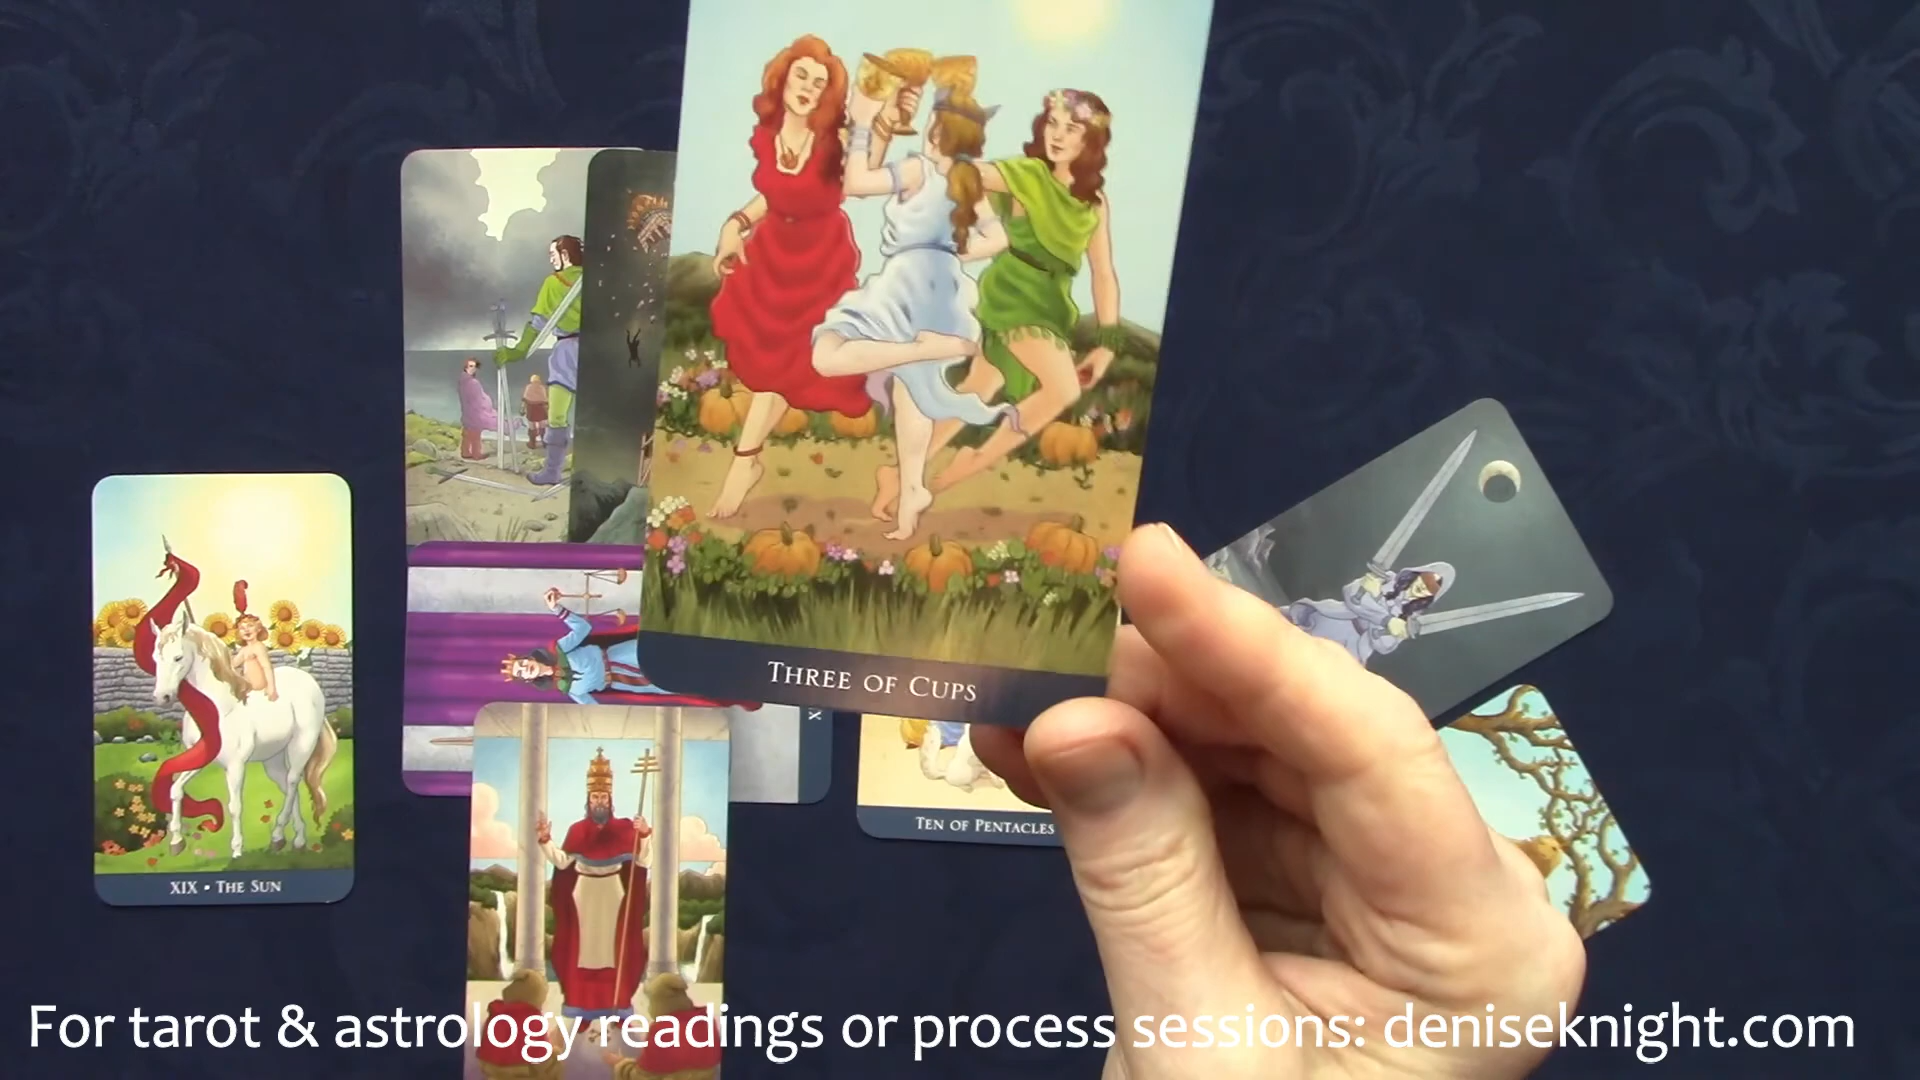 THREE OF CUPS
X
TEN OF PENTACLES
XIX • THE SUN
For tarot & astrology readings or process sessions: deniseknight.com